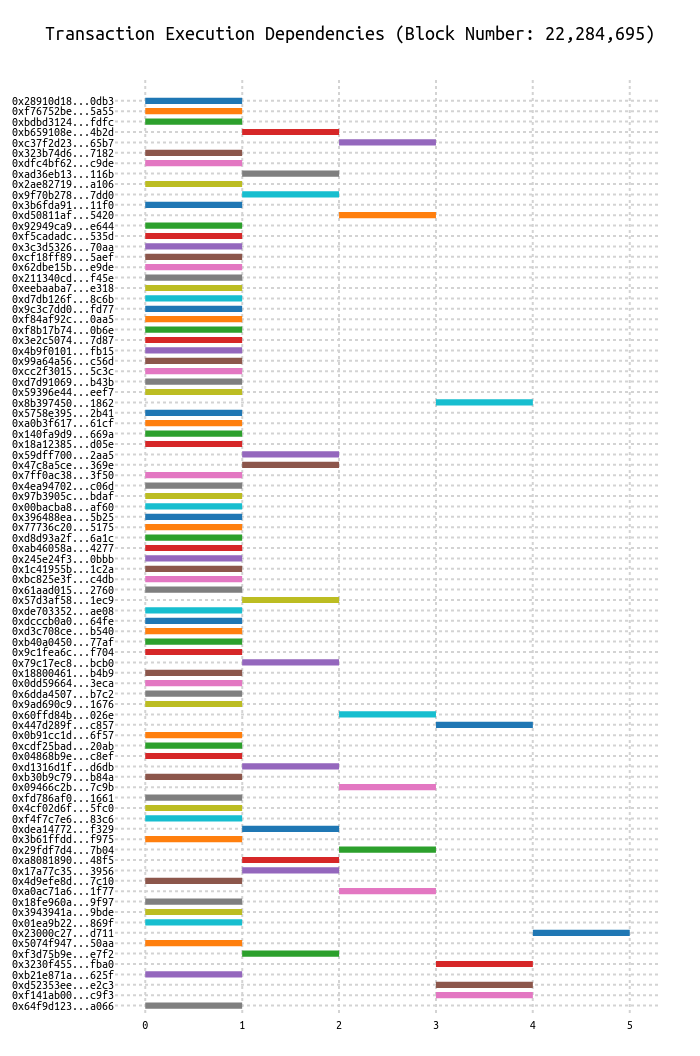 Transaction Execution Dependencies (Block Number: 22,284,695)
0x28910d18...0db3
0xf76752be...5a55
0xbdbd3124...fdfc
0xb659108e...4b2d
0xc37f2d23...65b7
0x323b74d6...7182
0xdfc4bf62...c9de
0xad36eb13...116b
0x2ae82719...a106
0x9f70b278...7dd0
0x3b6fda91...11f0
0xd50811af...5420
0x92949ca9...e644
0xf5cadadc...535d
0x3c3d5326...70aa
0xcf18ff89...5aef
0x62dbe15b...e9de
0x211340cd...f45e
0xeebaaba7...e318
0xd7db126f...8c6b
0x9c3c7dd0...fd77
0xf84af92c...0aa5
0xf8b17b74...0b6e
0x3e2c5074...7d87
0x4b9f0101...fb15
0x99a64a56...c56d
0xcc2f3015...5c3c
0xd7d91069...b43b
0x59396e44...eef7
0x8b397450...1862
0x5758e395...2b41
0xa0b3f617...61cf
0x140fa9d9...669a
0x18a12385...d05e
0x59dff700...2aa5
0x47c8a5ce...369e
0x7ff0ac38...3f50
0x4ea94702...c06d
0x97b3905c...bdaf
0x00bacba8...af60
0x396488ea...5b25
0x77736c20...5175
0xd8d93a2f...6a1c
0xab46058a...4277
0x245e24f3...0bbb
0x1c41955b...1c2a
0xbc825e3f...c4db
0x61aad015...2760
0x57d3af58...1ec9
0xde703352...ae08
0xdcccb0a0...64fe
0xd3c708ce...b540
0xb40a0450...77af
0x9c1fea6c...f704
0x79c17ec8...bcb0
0x18800461...b4b9
0x0dd59664...3eca
0x6dda4507...b7c2
0x9ad690c9...1676
0x60ffd84b...026e
0x447d289f...c857
0x0b91cc1d...6f57
0xcdf25bad...20ab
0x04868b9e...c8ef
0xd1316d1f...d6db
0xb30b9c79...b84a
0x09466c2b...7c9b
0xfd786af0...1661
0x4cf02d6f...5fc0
0xf4f7c7e6...83c6
0xdea14772...f329
0x3b61ffdd...f975
0x29fdf7d4...7b04
0xa8081890...48f5
0x17a77c35...3956
0x4d9efe8d...7c10
0xa0ac71a6...1f77
0x18fe960a...9f97
0x3943941a...9bde
0x01ea9b22...869f
0x23000c27...d711
0x5074f947...50aa
0xf3d75b9e...e7f2
0x3230f455...fba0
0xb21e871a...625f
0xd52353ee...e2c3
0xf141ab00...c9f3
0x64f9d123...a066
0 1 2 3 4 5